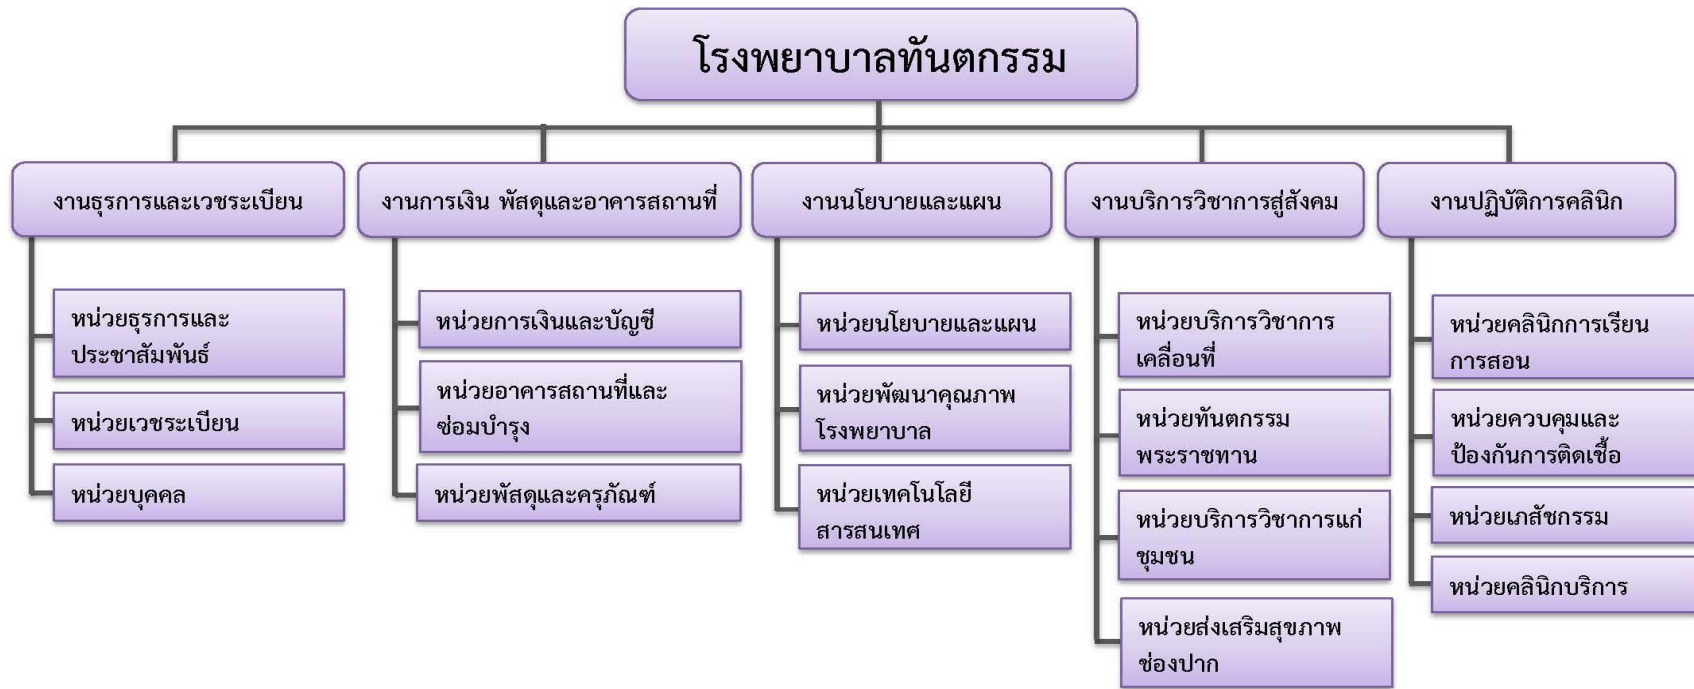 โรงพยาบาลทันตกรรม
งานธุรการและเวชระเบียน
หน่วยธุรการและ
ประชาสัมพันธ์
หน่วยเวชระเบียน
หน่วยบุคคล
งานการเงิน พัสดุและอาคารสถานที่
หน่วยการเงินและบัญชี
หน่วยอาคารสถานที่และ
ซ่อมบำรุง
หน่วยพัสดุและครุภัณฑ์
งานนโยบายและแผน
หน่วยนโยบายและแผน
หน่วยพัฒนาคุณภาพ
โรงพยาบาล
หน่วยเทคโนโลยี
สารสนเทศ
งานบริการวิชาการสู่สังคม
หน่วยบริการวิชาการ
เคลื่อนที่
หน่วยทันตกรรม
พระราชทาน
หน่วยบริการวิชาการแก่
ชุมชน
หน่วยส่งเสริมสุขภาพ
ช่องปาก
งานปฏิบัติการคลินิก
หน่วยคลินิกการเรียน
การสอน
หน่วยควบคุมและ
ป้องกันการติดเชื้อ
หน่วยเภสัชกรรม
หน่วยคลินิกบริการ